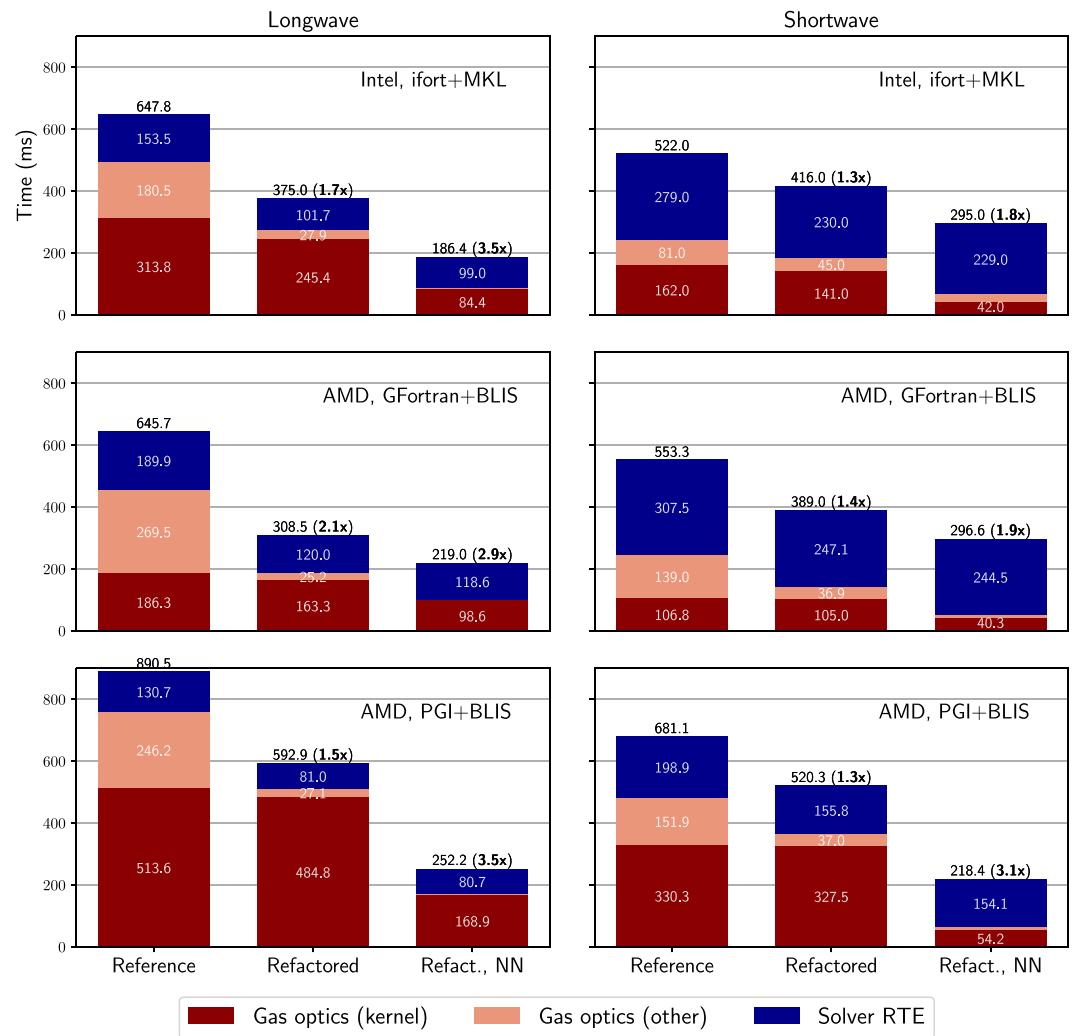 Longwave
Shortwave
Time (ms)
800
600
400
200
0
Intel, ifort+MKL
647.8
153.5
180.5
313.8
375.0 (1.7x)
101.7
27.9
245.4
186.4 (3.5x)
99.0
84.4
Intel, ifort+MKL
522.0
279.0
81.0
162.0
416.0 (1.3x)
230.0
45.0
141.0
295.0 (1.8x)
229.0
42.0
800
600
400
200
0
AMD, GFortran+BLIS
645.7
189.9
269.5
186.3
308.5 (2.1x)
120.0
25.2
163.3
219.0 (2.9x)
118.6
98.6
AMD, GFortran+BLIS
553.3
307.5
139.0
106.8
389.0 (1.4x)
247.1
36.9
105.0
296.6 (1.9x)
244.5
40.3
800
600
400
200
0
AMD, PGI+BLIS
890.5
130.7
246.2
513.6
592.9 (1.5x)
81.0
27.1
484.8
252.2 (3.5x)
80.7
168.9
Reference
Refactored
Refact., NN
AMD, PGI+BLIS
681.1
198.9
151.9
330.3
520.3 (1.3x)
155.8
37.0
327.5
218.4 (3.1x)
154.1
54.2
Reference
Refactored
Refact., NN
Gas optics (kernel)
Gas optics (other)
Solver RTE